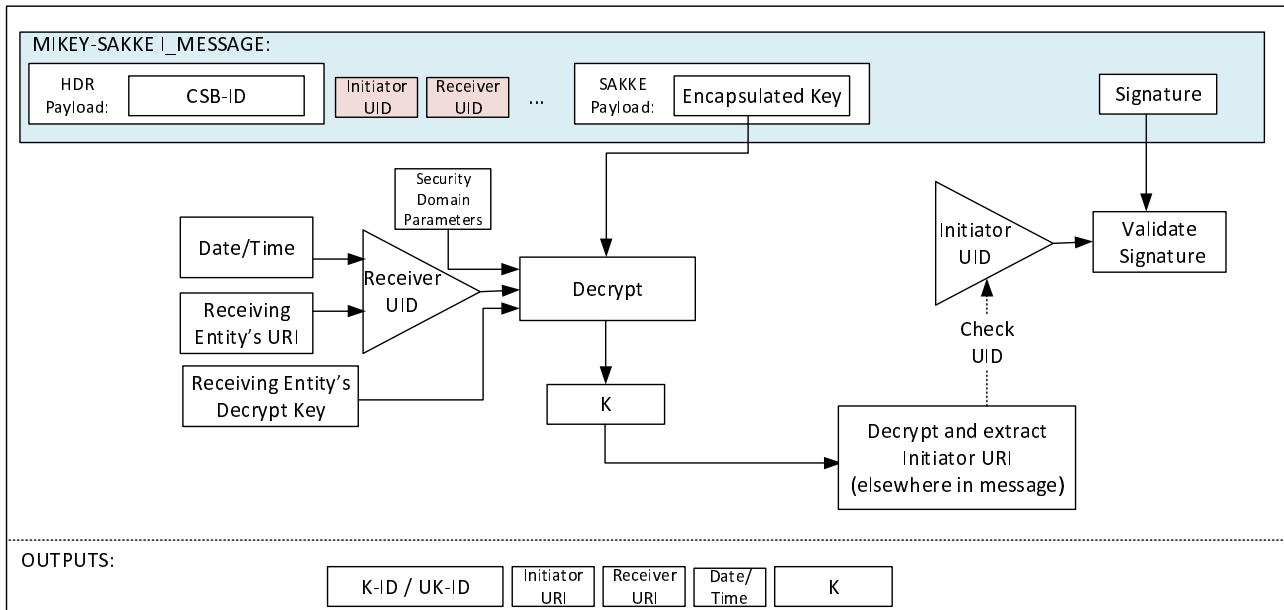 MIKEY-SAKKE I_MESSAGE:
HDR
Payload:
CSB-ID
Initiator
UID
Receiver
UID
...
SAKKE
Payload:
Encapsulated Key
Signature
Security
Domain
Parameters
Date/Time
Receiver
UID
Receiving
Entity’s URI
Receiving Entity’s
Decrypt Key
Decrypt
K
Initiator
UID
Validate
Signature
Check
UID
Decrypt and extract
Initiator URI
(elsewhere in message)
OUTPUTS:
K-ID / UK-ID
Initiator
URI
Receiver
URI
Date/
Time
K